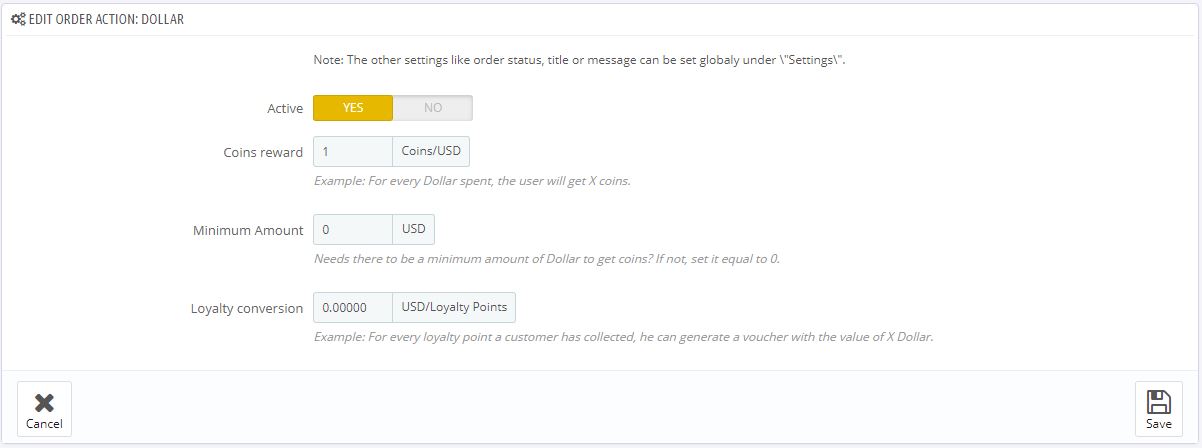 EDIT ORDER ACTION: DOLLAR
Note: The other settings like order status, title or message can be set globaly under \"Settings\".
Active YES NO
Coins reward 1 Coins/USD
Example: For every Dollar spent, the user will get X coins.
Minimum Amount 0 USD
Needs there to be a minimum amount of Dollar to get coins? If not, set it equal to 0.
Loyalty conversion 0.00000 USD/Loyalty Points
Example: For every loyalty point a customer has collected, he can generate a voucher with the value of X Dollar.
Cancel Save